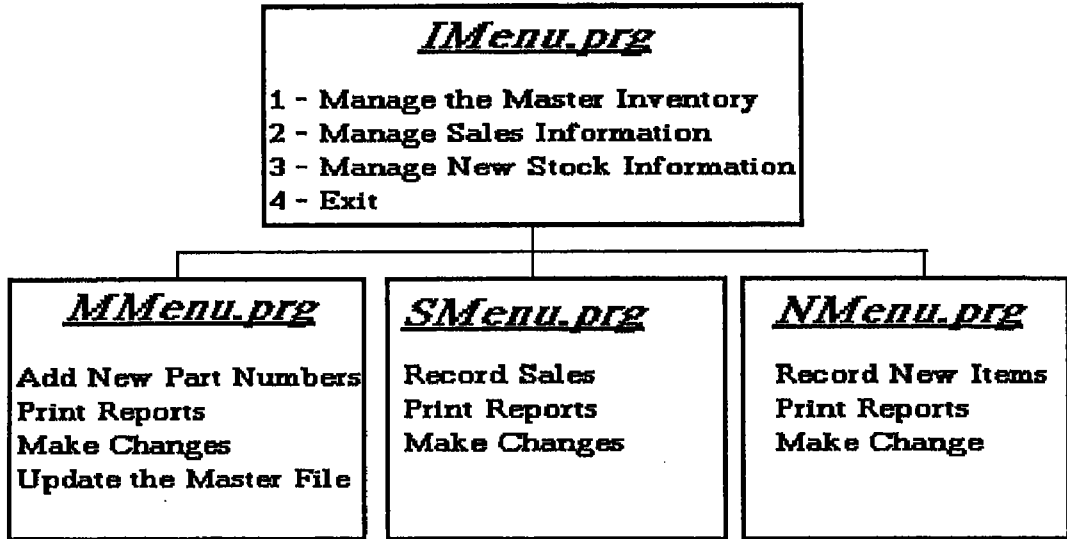 IMenu.prg
1 - Manage the Master Inventory
2 - Manage Sales Information
3 - Manage New Stock Information
4 - Exit
MMenu.prg
Add New Part Numbers
Print Reports
Make Changes
Update the Master File
SMenu.prg
Record Sales
Print Reports
Make Changes
NMenu.prg
Record New Items
Print Reports
Make Change